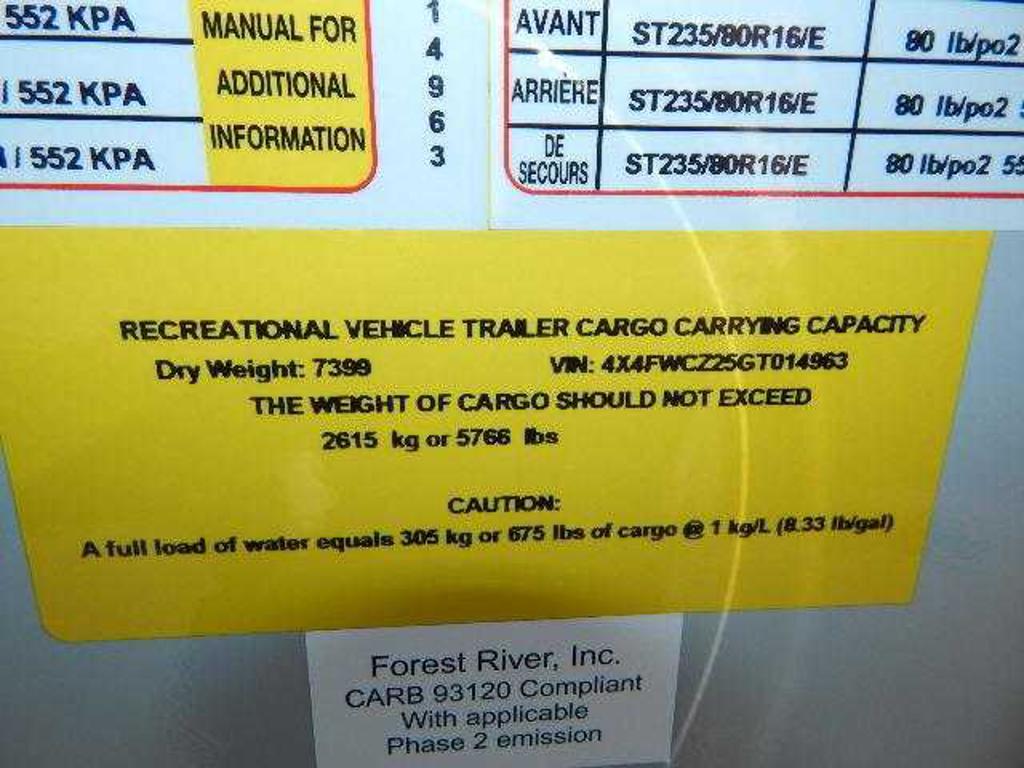 552 KPA
/ 552 KPA
/ 552 KPA
MANUAL FOR
ADDITIONAL
INFORMATION
1
4
9
6
3
AVANT ST235/80R16/E 80 lb/po2
ARRIÈRE ST235/80R16/E 80 lb/po2
DE SECOURS ST235/80R16/E 80 lb/po2 55
RECREATIONAL VEHICLE TRAILER CARGO CARRYING CAPACITY
Dry Weight: 7399 VIN: 4X4FWCZ25GT014963
THE WEIGHT OF CARGO SHOULD NOT EXCEED
2615 kg or 5766 lbs
CAUTION:
A full load of water equals 305 kg or 675 lbs of cargo @ 1 kg/L (8.33 lb/gal)
Forest River, Inc.
CARB 93120 Compliant
With applicable
Phase 2 emission